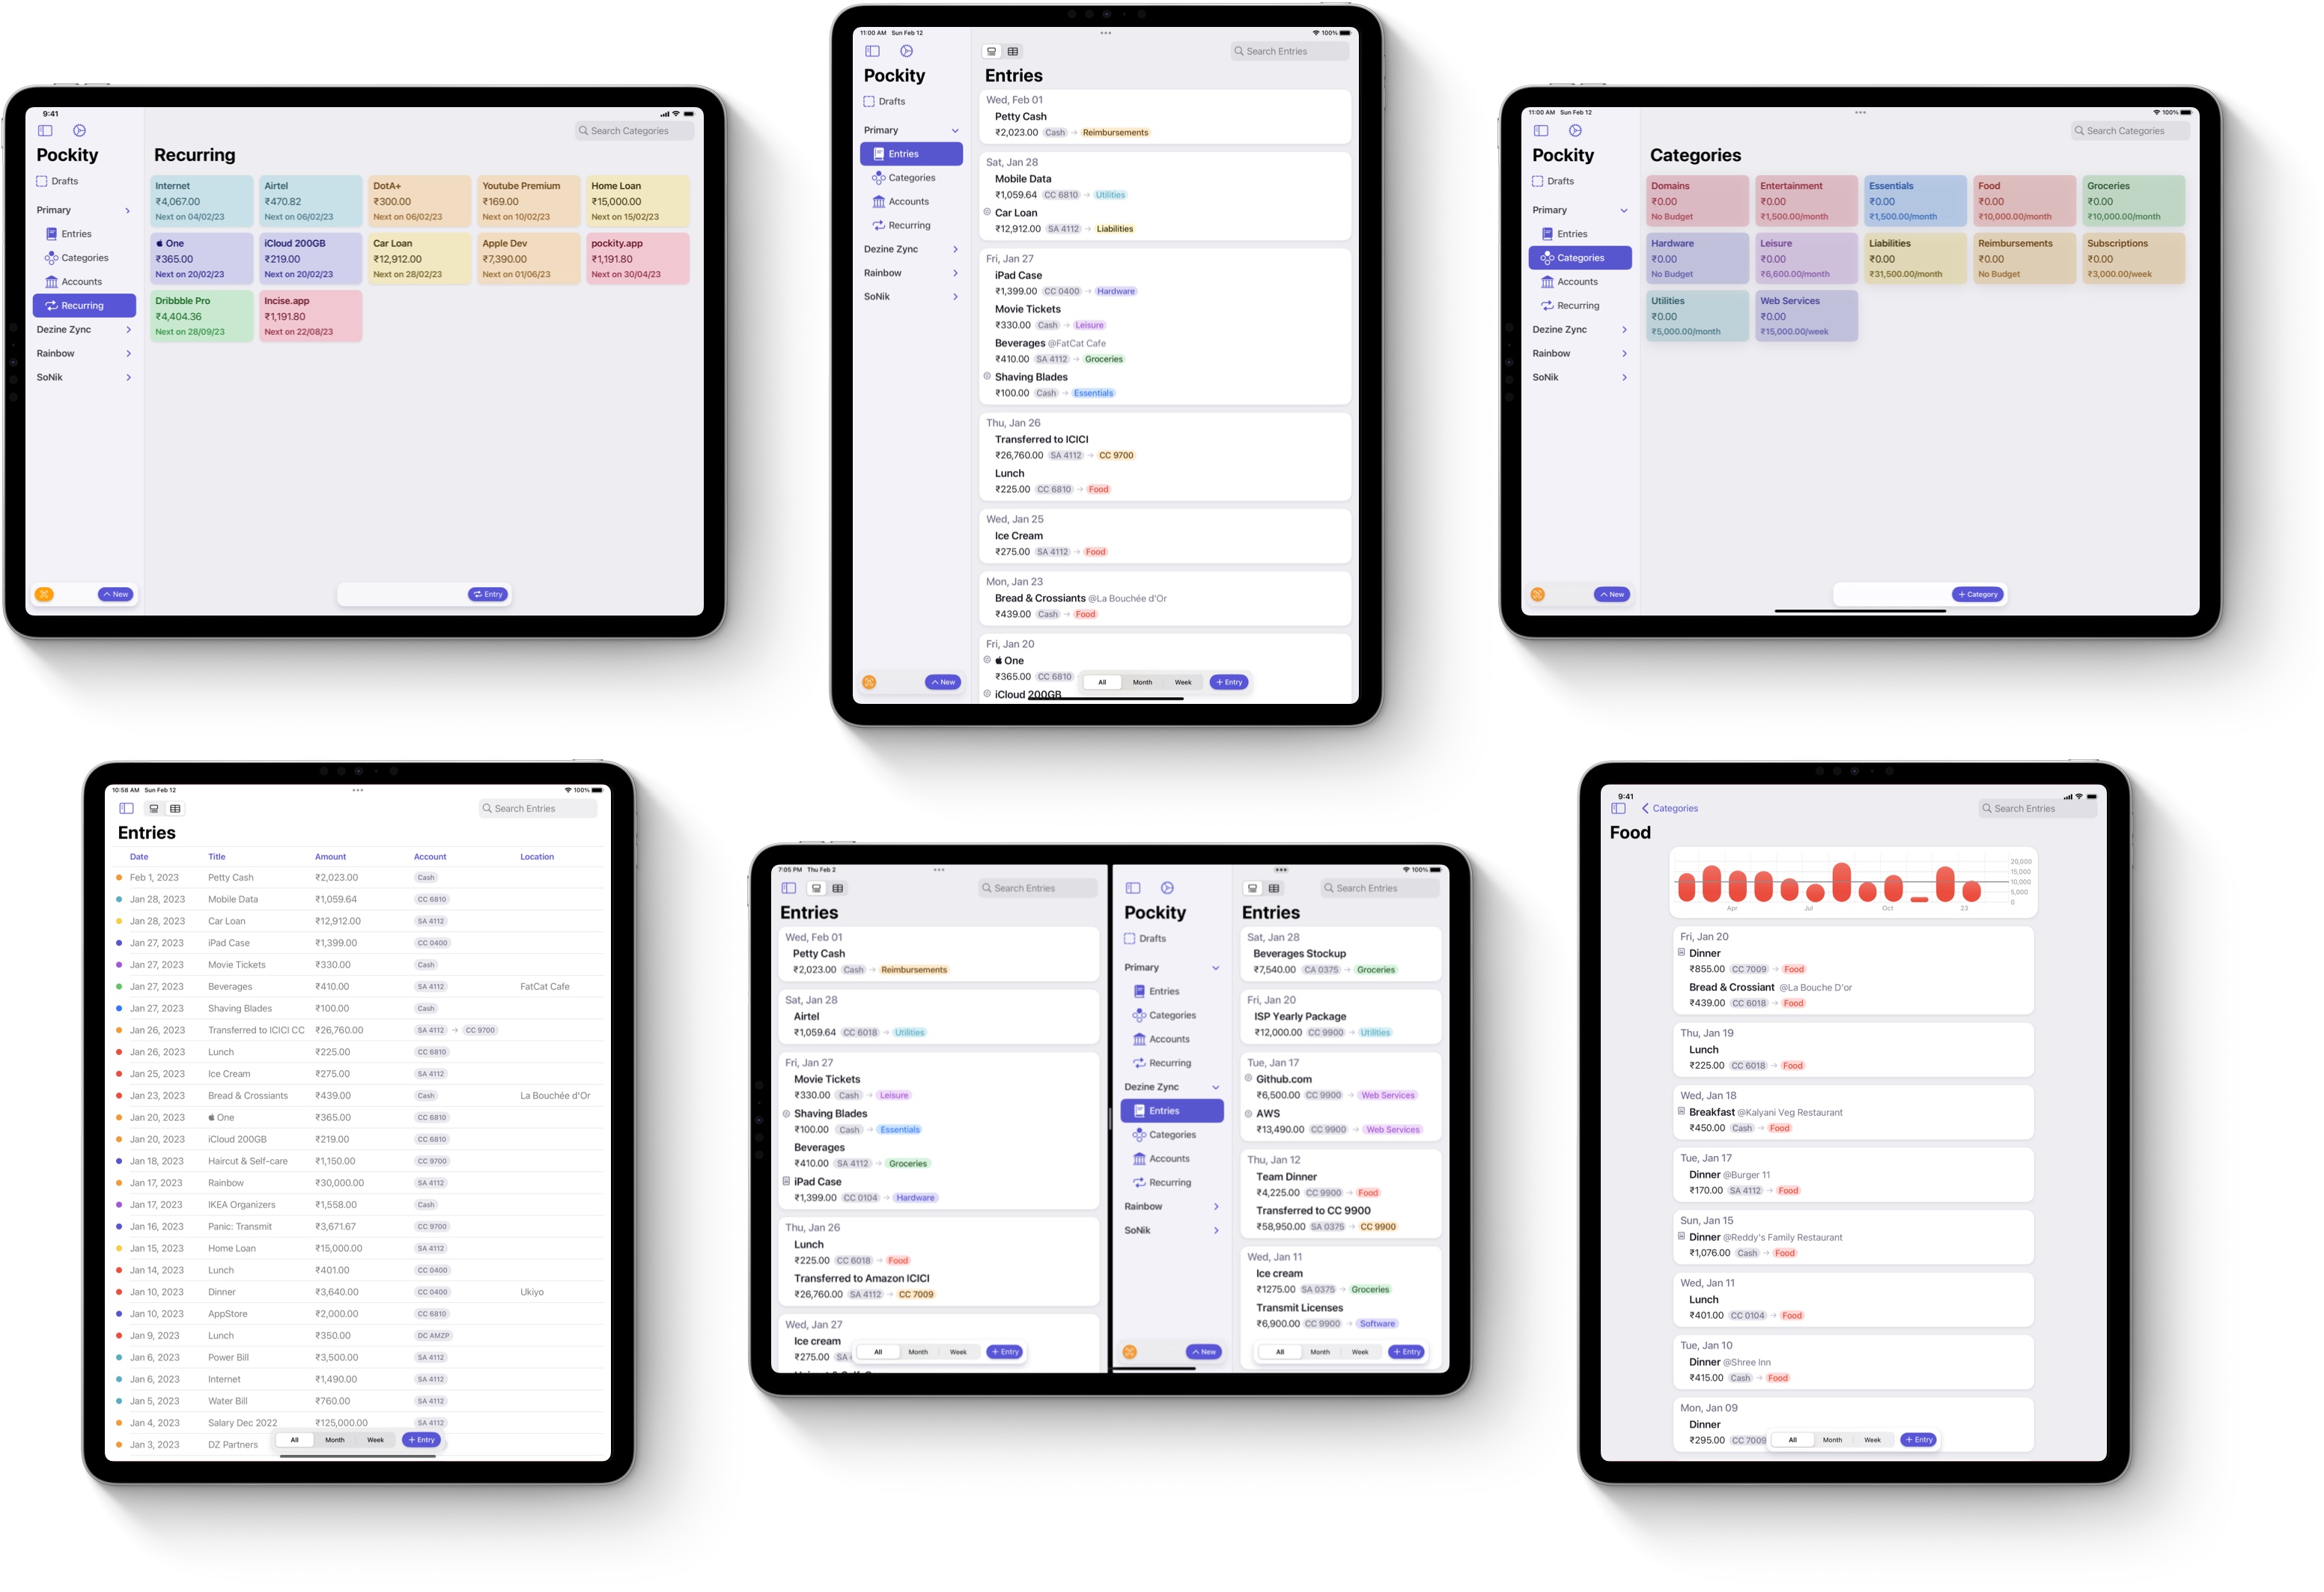 9:41
Search Categories
Pockity
Recurring
Drafts
Primary
Entries
Categories
Accounts
Recurring
Dezine Zync
Rainbow
SoNik
Internet
₹4,067.00
Next on 04/02/23
Airtel
₹470.82
Next on 06/02/23
DotA+
₹300.00
Next on 06/02/23
Youtube Premium
₹169.00
Next on 10/02/23
Home Loan
₹15,000.00
Next on 15/02/23
One
₹365.00
Next on 20/02/23
iCloud 200GB
₹219.00
Next on 20/02/23
Car Loan
₹12,912.00
Next on 28/02/23
Apple Dev
₹7,390.00
Next on 01/06/23
pockity.app
₹1,191.80
Next on 30/04/23
Dribbble Pro
₹4,404.36
Next on 28/09/23
Incise.app
₹1,191.80
Next on 22/08/23
New
Entry
11:00 AM Sun Feb 12
100%
Search Entries
Pockity
Entries
Drafts
Primary
Entries
Categories
Accounts
Recurring
Dezine Zync
Rainbow
SoNik
Wed, Feb 01
Petty Cash
₹2,023.00 Cash → Reimbursements
Sat, Jan 28
Mobile Data
₹1,059.64 CC 6810 → Utilities
Car Loan
₹12,912.00 SA 4112 → Liabilities
Fri, Jan 27
iPad Case
₹1,399.00 CC 0400 → Hardware
Movie Tickets
₹330.00 Cash → Leisure
Beverages @FatCat Cafe
₹410.00 SA 4112 → Groceries
Shaving Blades
₹100.00 Cash → Essentials
Thu, Jan 26
Transferred to ICICI
₹26,760.00 SA 4112 → CC 9700
Lunch
₹225.00 CC 6810 → Food
Wed, Jan 25
Ice Cream
₹275.00 SA 4112 → Food
Mon, Jan 23
Bread & Crossiants @La Bouchée d'Or
₹439.00 Cash → Food
Fri, Jan 20
One
₹365.00 CC 6810
iCloud 200GB
New
All Month Week + Entry
11:00 AM Sun Feb 12
100%
Search Categories
Pockity
Categories
Drafts
Primary
Entries
Categories
Accounts
Recurring
Dezine Zync
Rainbow
SoNik
Domains
₹0.00
No Budget
Entertainment
₹0.00
₹1,500.00/month
Essentials
₹0.00
₹1,500.00/month
Food
₹0.00
₹10,000.00/month
Groceries
₹0.00
₹10,000.00/month
Hardware
₹0.00
No Budget
Leisure
₹0.00
₹6,600.00/month
Liabilities
₹0.00
₹31,500.00/month
Reimbursements
₹0.00
No Budget
Subscriptions
₹0.00
₹3,000.00/week
Utilities
₹0.00
₹5,000.00/month
Web Services
₹0.00
₹15,000.00/week
New
+ Category
10:58 AM Sun Feb 12
100%
Search Entries
Entries
Date Title Amount Account Location
Feb 1, 2023 Petty Cash ₹2,023.00 Cash
Jan 28, 2023 Mobile Data ₹1,059.64 CC 6810
Jan 28, 2023 Car Loan ₹12,912.00 SA 4112
Jan 27, 2023 iPad Case ₹1,399.00 CC 0400
Jan 27, 2023 Movie Tickets ₹330.00 Cash
Jan 27, 2023 Beverages ₹410.00 SA 4112 FatCat Cafe
Jan 27, 2023 Shaving Blades ₹100.00 Cash
Jan 26, 2023 Transferred to ICICI CC ₹26,760.00 SA 4112 → CC 9700
Jan 26, 2023 Lunch ₹225.00 CC 6810
Jan 25, 2023 Ice Cream ₹275.00 SA 4112
Jan 23, 2023 Bread & Crossiants ₹439.00 Cash La Bouchée d'Or
Jan 20, 2023 One ₹365.00 CC 6810
Jan 20, 2023 iCloud 200GB ₹219.00 CC 6810
Jan 18, 2023 Haircut & Self-care ₹1,150.00 CC 9700
Jan 17, 2023 Rainbow ₹30,000.00 SA 4112
Jan 17, 2023 IKEA Organizers ₹1,558.00 Cash
Jan 16, 2023 Panic: Transmit ₹3,671.67 CC 9700
Jan 15, 2023 Home Loan ₹15,000.00 SA 4112
Jan 14, 2023 Lunch ₹401.00 CC 0400
Jan 10, 2023 Dinner ₹3,640.00 CC 0400 Ukiyo
Jan 10, 2023 AppStore ₹2,000.00 CC 6810
Jan 9, 2023 Lunch ₹350.00 DC AMZP
Jan 6, 2023 Power Bill ₹3,500.00 SA 4112
Jan 6, 2023 Internet ₹1,490.00 SA 4112
Jan 5, 2023 Water Bill ₹760.00 SA 4112
Jan 4, 2023 Salary Dec 2022 ₹125,000.00 SA 4112
Jan 3, 2023 DZ Partners
All Month Week + Entry
7:05 PM Thu Feb 2
Search Entries
Entries
Wed, Feb 01
Petty Cash
₹2,023.00 Cash → Reimbursements
Sat, Jan 28
Airtel
₹1,059.64 CC 6018 → Utilities
Fri, Jan 27
Movie Tickets
₹330.00 Cash → Leisure
Shaving Blades
₹100.00 Cash → Essentials
Beverages
₹410.00 SA 4112 → Groceries
iPad Case
₹1,399.00 CC 0104 → Hardware
Thu, Jan 26
Lunch
₹225.00 CC 6018 → Food
Transferred to Amazon ICICI
₹26,760.00 SA 4112 → CC 7009
Wed, Jan 27
Ice cream
₹275.00 SA
All Month Week + Entry
100%
Search Entries
Pockity
Entries
Drafts
Primary
Entries
Categories
Accounts
Recurring
Dezine Zync
Entries
Categories
Accounts
Recurring
Rainbow
SoNik
New
Sat, Jan 28
Beverages Stockup
₹7,540.00 CA 0375 → Groceries
Fri, Jan 20
ISP Yearly Package
₹12,000.00 CC 9900 → Utilities
Tue, Jan 17
Github.com
₹6,500.00 CC 9900 → Web Services
AWS
₹13,490.00 CC 9900 → Web Services
Thu, Jan 12
Team Dinner
₹4,225.00 CC 9900 → Food
Transferred to CC 9900
₹58,950.00 SA 0375 → CC 9900
Wed, Jan 11
Ice cream
₹1275.00 SA 0375 → Groceries
Transmit Licenses
₹6,900.00 CC 9900 → Software
All Month Week + Entry
9:41
Categories
Search Entries
Food
20,000
15,000
10,000
5,000
0
Apr Jul Oct 23
Fri, Jan 20
Dinner
₹855.00 CC 7009 → Food
Bread & Crossiant @La Bouche D'or
₹439.00 CC 6018 → Food
Thu, Jan 19
Lunch
₹225.00 CC 6018 → Food
Wed, Jan 18
Breakfast @Kalyani Veg Restaurant
₹450.00 Cash → Food
Tue, Jan 17
Dinner @Burger 11
₹170.00 SA 4112 → Food
Sun, Jan 15
Dinner @Reddy's Family Restaurant
₹1,076.00 Cash → Food
Wed, Jan 11
Lunch
₹401.00 CC 0104 → Food
Tue, Jan 10
Dinner @Shree Inn
₹415.00 Cash → Food
Mon, Jan 09
Dinner
₹295.00 CC 7009
All Month Week + Entry